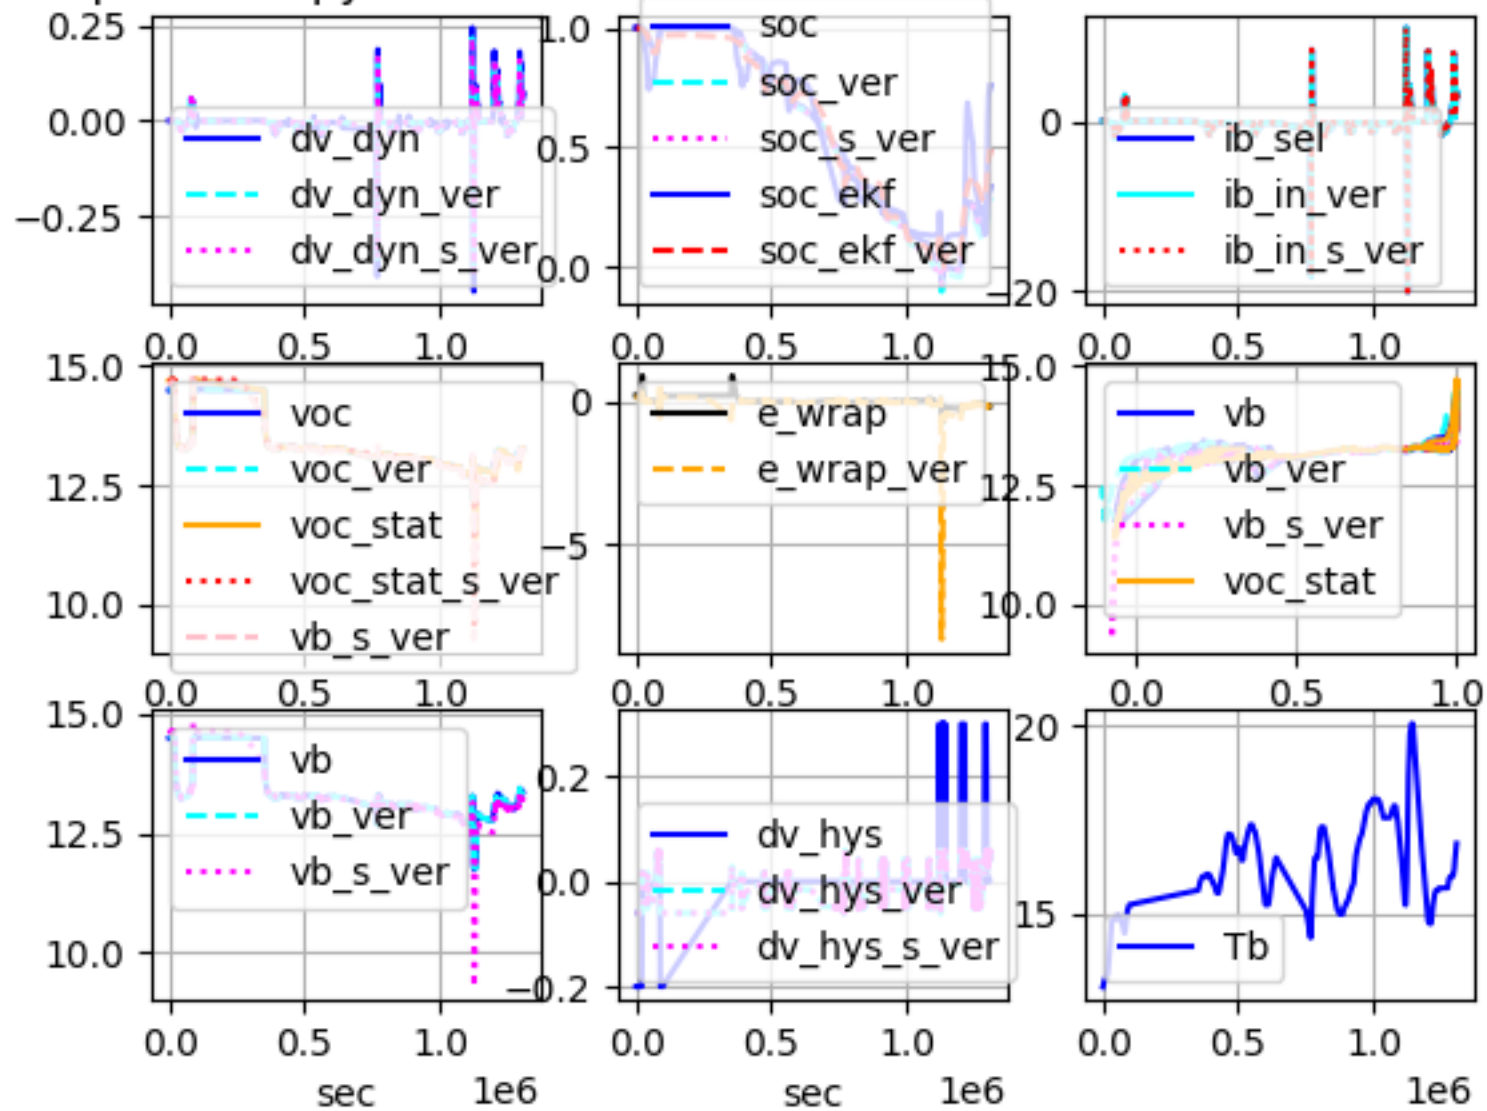 0.25
0.00
−0.25
dv_dyn
dv_dyn_ver
dv_dyn_s_ver
0.0 0.5 1.0
1.0
0.5
0.0
soc
soc_ver
soc_s_ver
soc_ekf
soc_ekf_ver
0.0 0.5 1.0
0
−20
ib_sel
ib_in_ver
ib_in_s_ver
0.0 0.5 1.0
15.0
12.5
10.0
voc
voc_ver
voc_stat
voc_stat_s_ver
vb_s_ver
0.0 0.5 1.0
0
−5
e_wrap
e_wrap_ver
0.0 0.5 1.0
15.0
12.5
10.0
vb
vb_ver
vb_s_ver
voc_stat
0.0 0.5 1.0
15.0
12.5
10.0
vb
vb_ver
vb_s_ver
0.0 0.5 1.0
sec 1e6
0.2
0.0
−0.2
dv_hys
dv_hys_ver
dv_hys_s_ver
0.0 0.5 1.0
sec 1e6
20
15
Tb
0.0 0.5 1.0
1e6